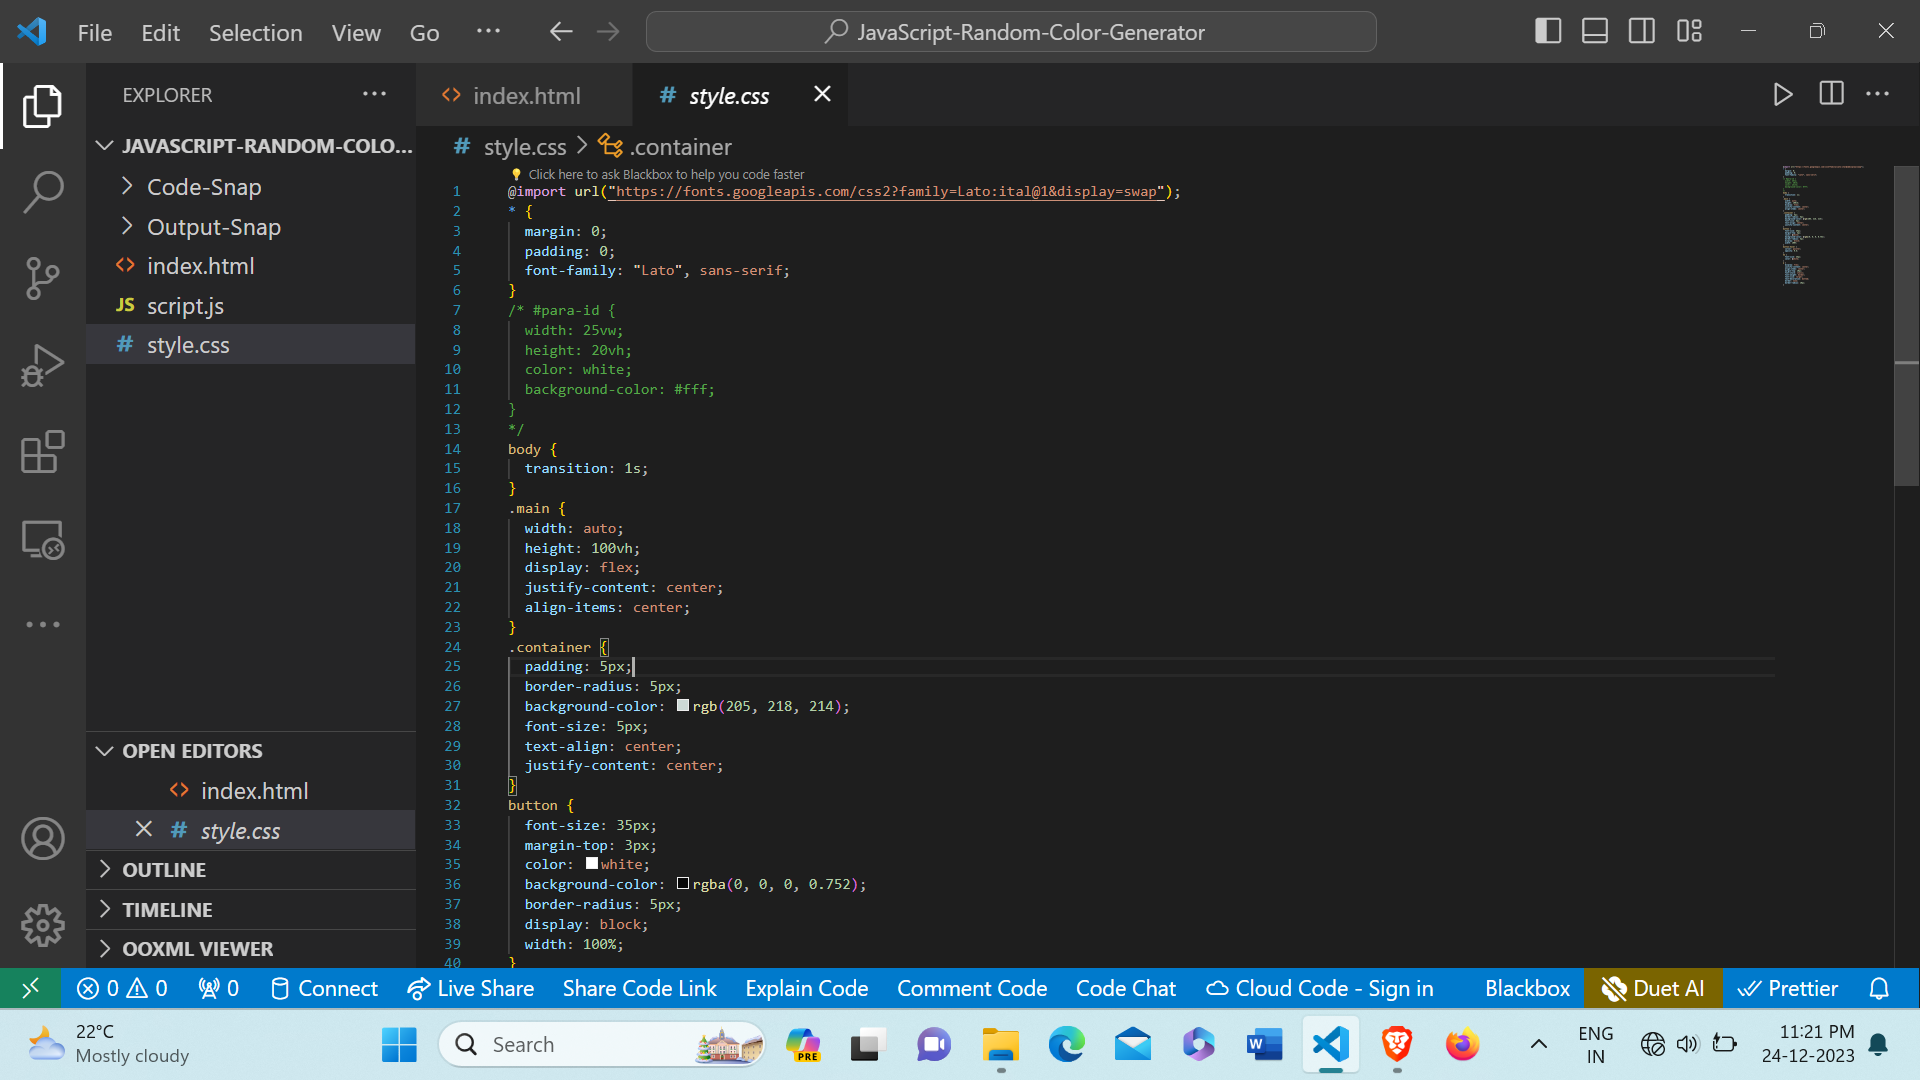 File Edit Selection View Go ... JavaScript-Random-Color-Generator
EXPLORER ...
JAVASCRIPT-RANDOM-COLO...
Code-Snap
Output-Snap
index.html
JS script.js
# style.css
OPEN EDITORS
index.html
# style.css
OUTLINE
TIMELINE
OOXML VIEWER
index.html # style.css
# style.css > .container
Click here to ask Blackbox to help you code faster
1 @import url("https://fonts.googleapis.com/css2?family=Lato:ital@1&display=swap");
2 * {
3 margin: 0;
4 padding: 0;
5 font-family: "Lato", sans-serif;
6 }
7 /* #para-id {
8 width: 25vw;
9 height: 20vh;
10 color: white;
11 background-color: #fff;
12 }
13 */
14 body {
15 transition: 1s;
16 }
17 .main {
18 width: auto;
19 height: 100vh;
20 display: flex;
21 justify-content: center;
22 align-items: center;
23 }
24 .container {
25 padding: 5px;
26 border-radius: 5px;
27 background-color: rgb(205, 218, 214);
28 font-size: 5px;
29 text-align: center;
30 justify-content: center;
31 }
32 button {
33 font-size: 35px;
34 margin-top: 3px;
35 color: white;
36 background-color: rgba(0, 0, 0, 0.752);
37 border-radius: 5px;
38 display: block;
39 width: 100%;
40 }
0 0 0 Connect Live Share Share Code Link Explain Code Comment Code Code Chat Cloud Code - Sign in Blackbox Duet AI Prettier
22°C
Mostly cloudy
Search
PRE
ENG
IN
11:21 PM
24-12-2023